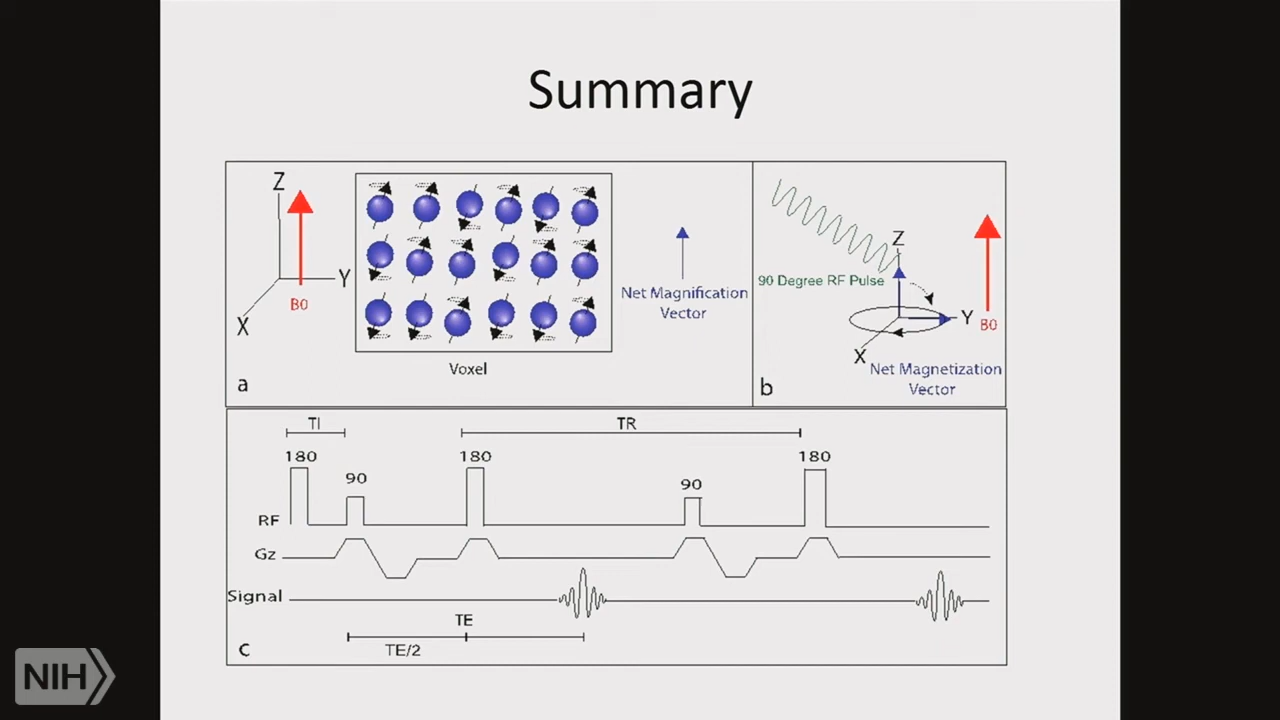 Summary
Z
Y
X
B0
Voxel
Net Magnification
Vector
a
90 Degree RF Pulse
Z
Y
X
B0
Net Magnetization
Vector
b
TI
TR
180
90
180
90
180
RF
Gz
Signal
TE
TE/2
c
NIH